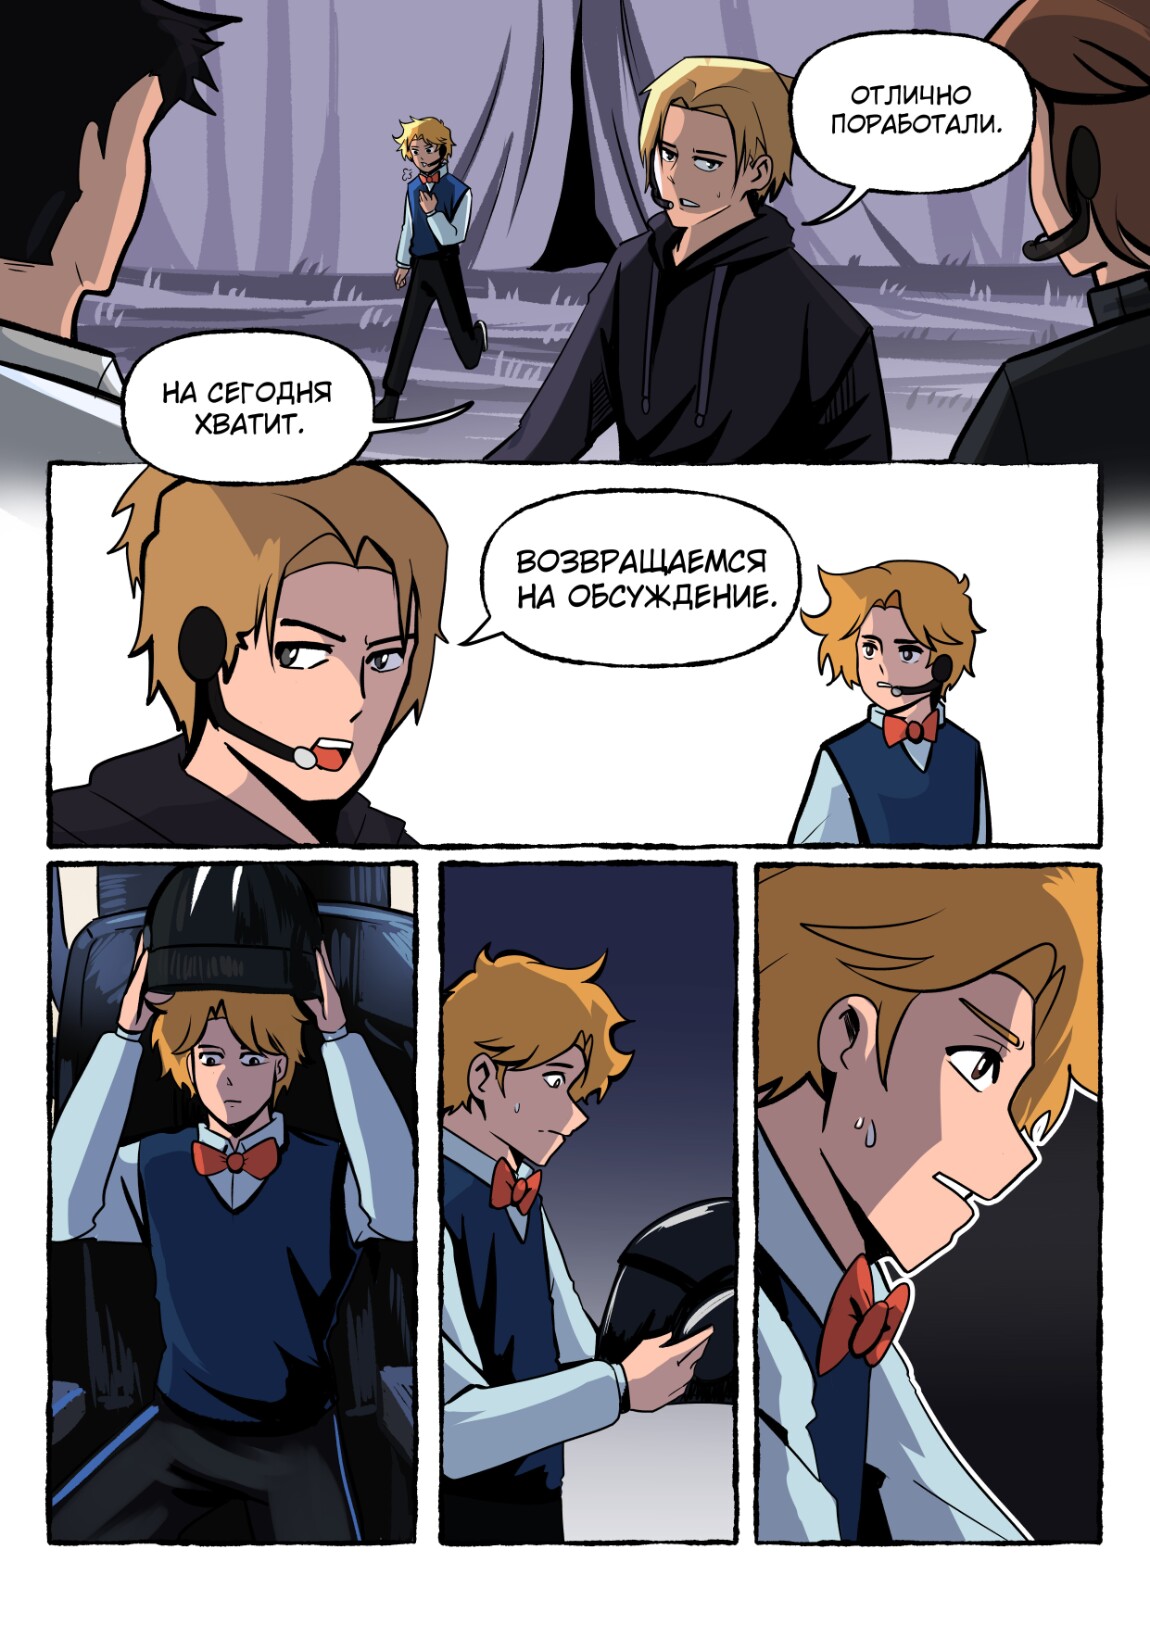 ОТЛИЧНО
ПОРАБОТАЛИ.
НА СЕГОДНЯ
ХВАТИТ.
ВОЗВРАЩАЕМСЯ
НА ОБСУЖДЕНИЕ.